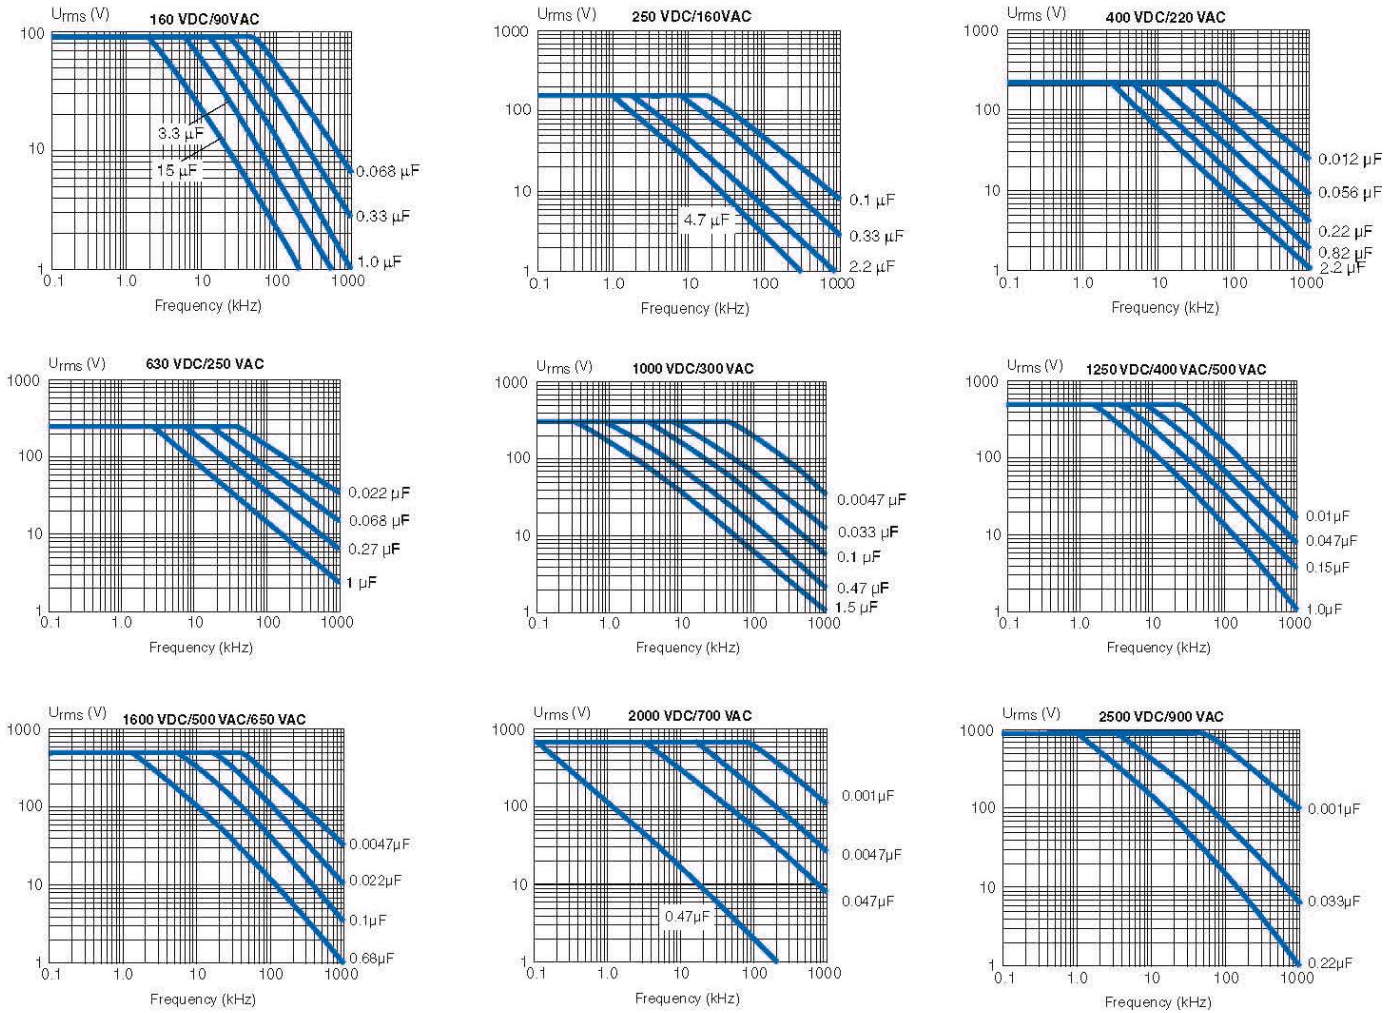 Urms (V) 160 VDC/90VAC
100
10
1
3.3 µF
15 µF
0.068 µF
0.33 µF
1.0 µF
0.1 1.0 10 100 1000
Frequency (kHz)
Urms (V) 250 VDC/160VAC
1000
100
10
1
4.7 µF
0.1 µF
0.33 µF
2.2 µF
0.1 1.0 10 100 1000
Frequency (kHz)
Urms (V) 400 VDC/220 VAC
1000
100
10
1
0.012 µF
0.056 µF
0.22 µF
0.82 µF
2.2 µF
0.1 1.0 10 100 1000
Frequency (kHz)
Urms (V) 630 VDC/250 VAC
1000
100
10
1
0.022 µF
0.068 µF
0.27 µF
1 µF
0.1 1.0 10 100 1000
Frequency (kHz)
Urms (V) 1000 VDC/300 VAC
1000
100
10
1
0.0047 µF
0.033 µF
0.1 µF
0.47 µF
1.5 µF
0.1 1.0 10 100 1000
Frequency (kHz)
Urms (V) 1250 VDC/400 VAC/500 VAC
1000
100
10
1
0.01µF
0.047µF
0.15µF
1.0µF
0.1 1.0 10 100 1000
Frequency (kHz)
Urms (V) 1600 VDC/500 VAC/650 VAC
1000
100
10
1
0.0047µF
0.022µF
0.1µF
0.68µF
0.1 1.0 10 100 1000
Frequency (kHz)
Urms (V) 2000 VDC/700 VAC
1000
100
10
1
0.47µF
0.001µF
0.0047µF
0.047µF
0.1 1.0 10 100 1000
Frequency (kHz)
Urms (V) 2500 VDC/900 VAC
1000
100
10
1
0.001µF
0.033µF
0.22µF
0.1 1.0 10 100 1000
Frequency (kHz)